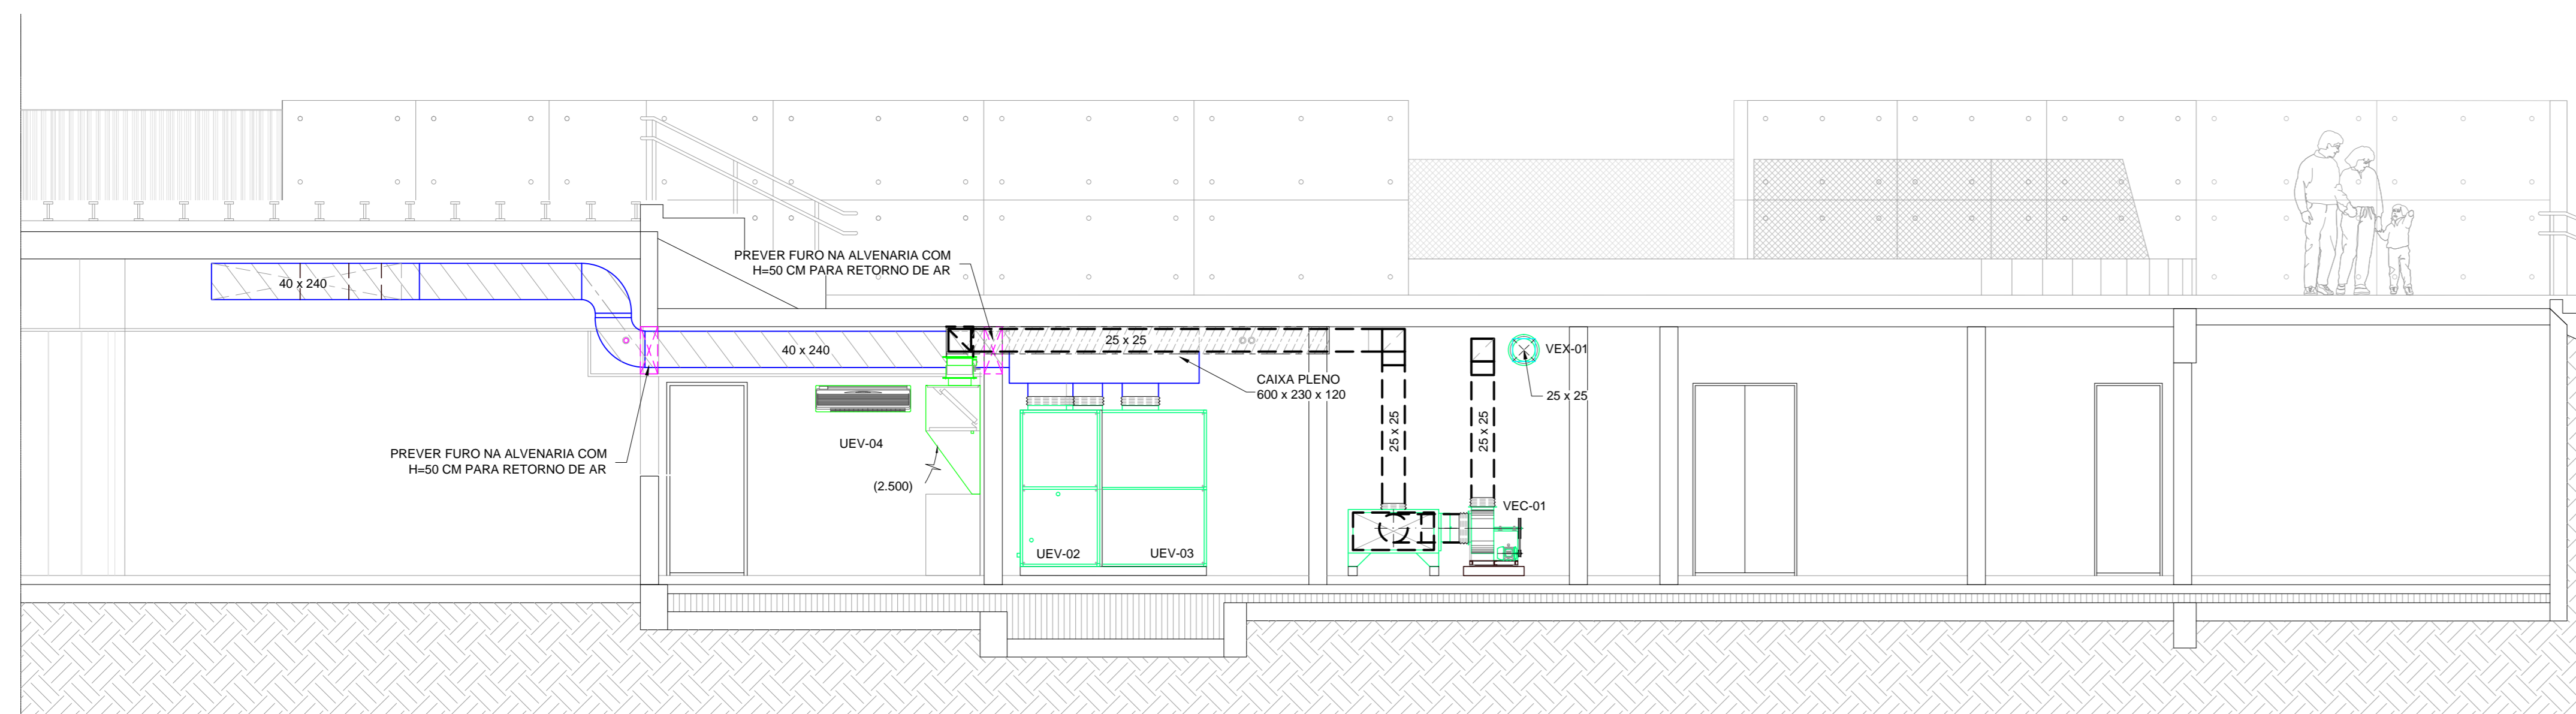 PREVER FURO NA ALVENARIA COM
H=50 CM PARA RETORNO DE AR
40 x 240
40 x 240
25 x 25
VEX-01
CAIXA PLENO
600 x 230 x 120
25 x 25
25 x 25
25 x 25
UEV-04
PREVER FURO NA ALVENARIA COM
H=50 CM PARA RETORNO DE AR
(2.500)
VEC-01
UEV-02
UEV-03